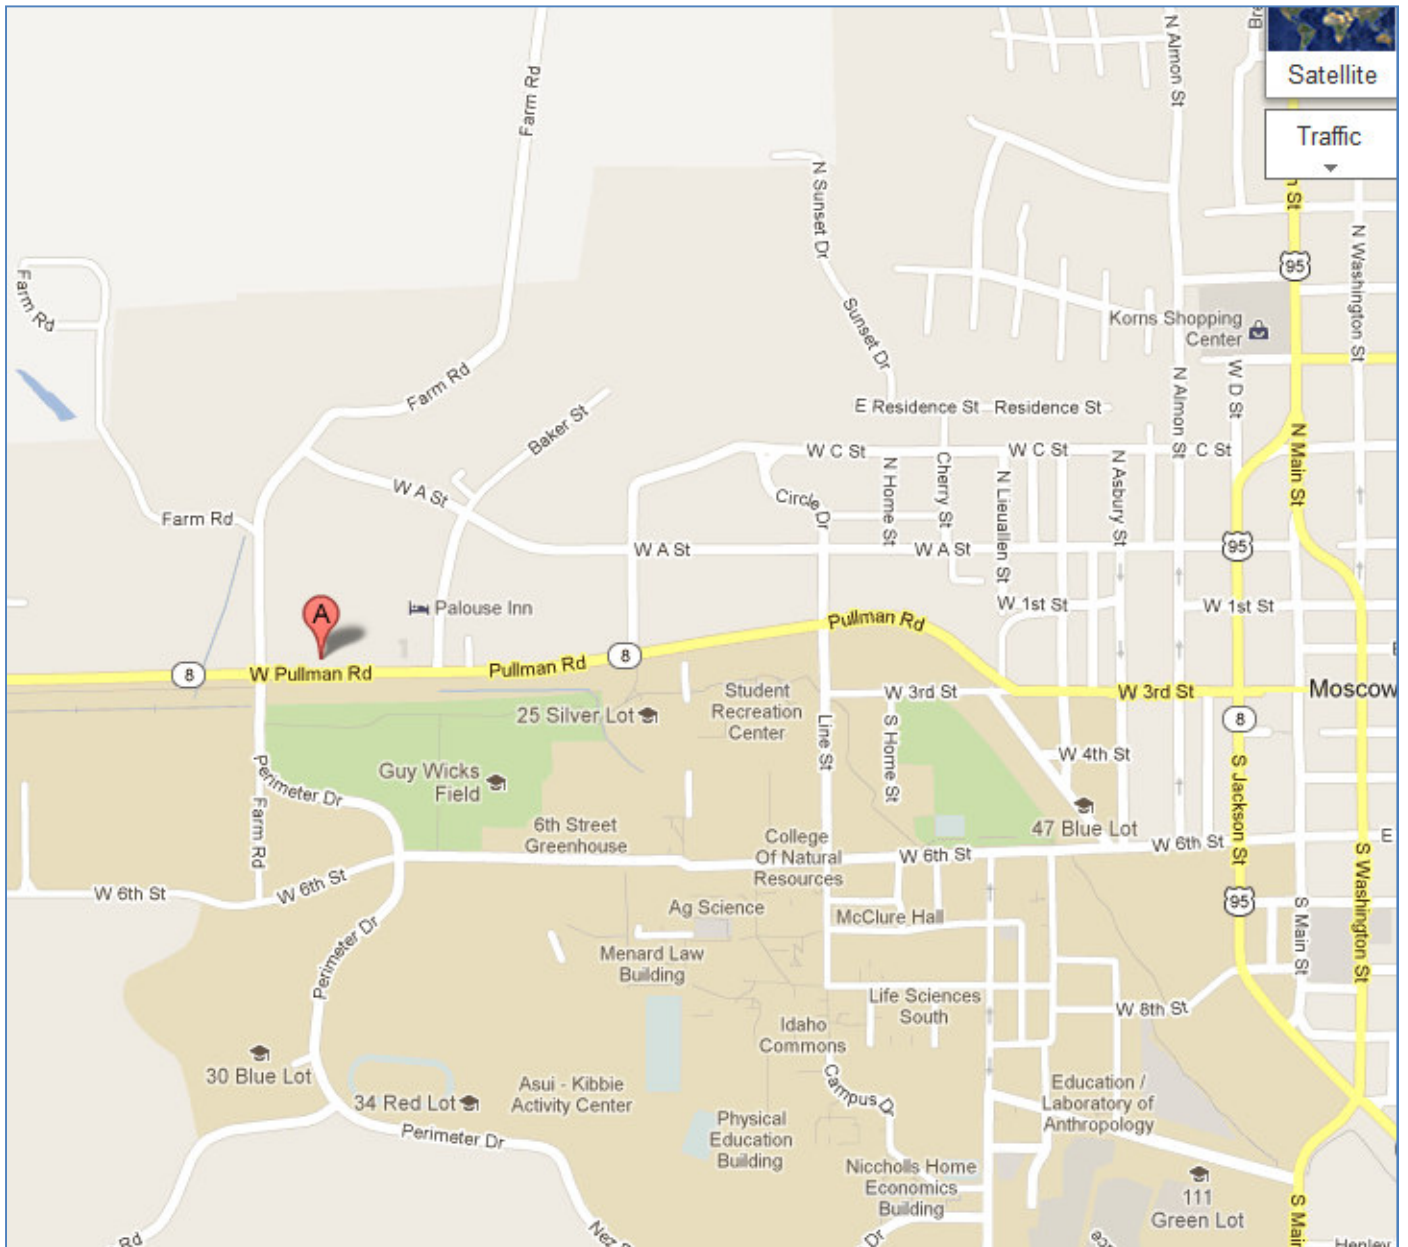 Satellite
Traffic
N Almon St
Farm Rd
N Sunset Dr
n St
95
N Washington St
Farm Rd
Sunset Dr
Korns Shopping
Center
Farm Rd
W D St
N Almon St
E Residence St
Residence St
Baker St
N Main St
W C St
W C St
C St
N Home St
Cherry St
N Lieuallen St
N Asbury St
W A St
Circle Dr
Farm Rd
W A St
W A St
95
A
Palouse Inn
W 1st St
W 1st St
Pullman Rd
8
W Pullman Rd
Pullman Rd
8
W 3rd St
W 3rd St
Moscow
Student
Recreation
Center
25 Silver Lot
8
Line St
S Home St
W 4th St
Guy Wicks
Field
Perimeter Dr
Farm Rd
S Jackson St
47 Blue Lot
6th Street
Greenhouse
College
Of Natural
Resources
W 6th St
W 6th St
E
S Washington St
W 6th St
W 6th St
95
Ag Science
McClure Hall
S Main St
Perimeter Dr
Menard Law
Building
Life Sciences
South
W 8th St
Idaho
Commons
30 Blue Lot
34 Red Lot
Asui - Kibbie
Activity Center
Campus Dr
Education /
Laboratory of
Anthropology
Perimeter Dr
Physical
Education
Building
Niccholls Home
Economics
Building
111
Green Lot
S Main
Rd
Nez
Dr
Henley